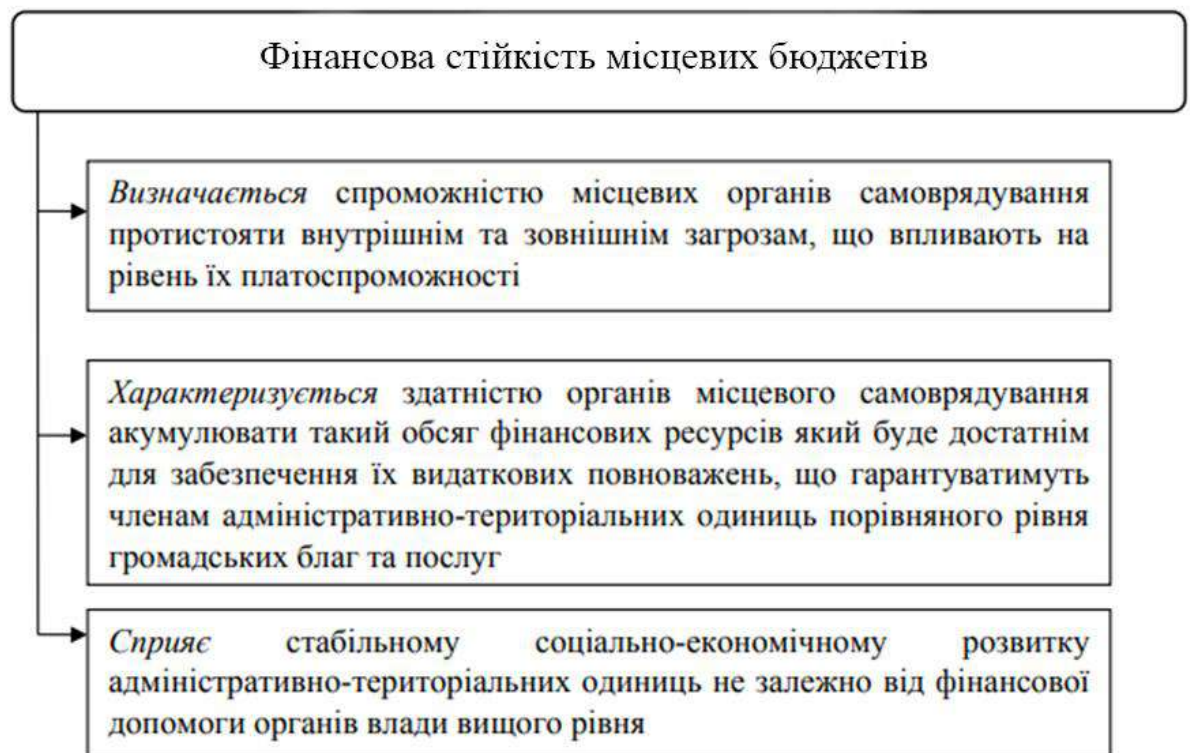 Фінансова стійкість місцевих бюджетів
Визначається спроможністю місцевих органів самоврядування
протистояти внутрішнім та зовнішнім загрозам, що впливають на
рівень їх платоспроможності
Характеризується здатністю органів місцевого самоврядування
акумулювати такий обсяг фінансових ресурсів який буде достатнім
для забезпечення їх видаткових повноважень, що гарантуватимуть
членам адміністративно-територіальних одиниць порівняного рівня
громадських благ та послуг
Сприяє стабільному соціально-економічному розвитку
адміністративно-територіальних одиниць не залежно від фінансової
допомоги органів влади вищого рівня